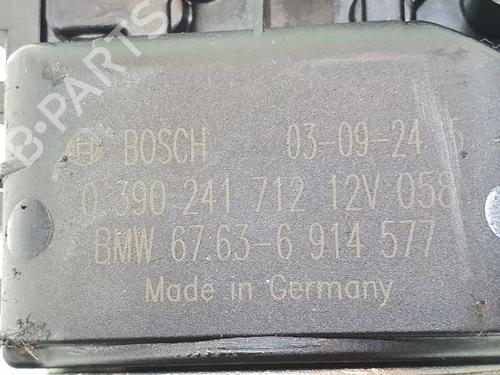 BOSCH 03-09-24 5
0 390 241 712 12V 058
BMW 67.63-6 914 577
Made in Germany
B-PARTS